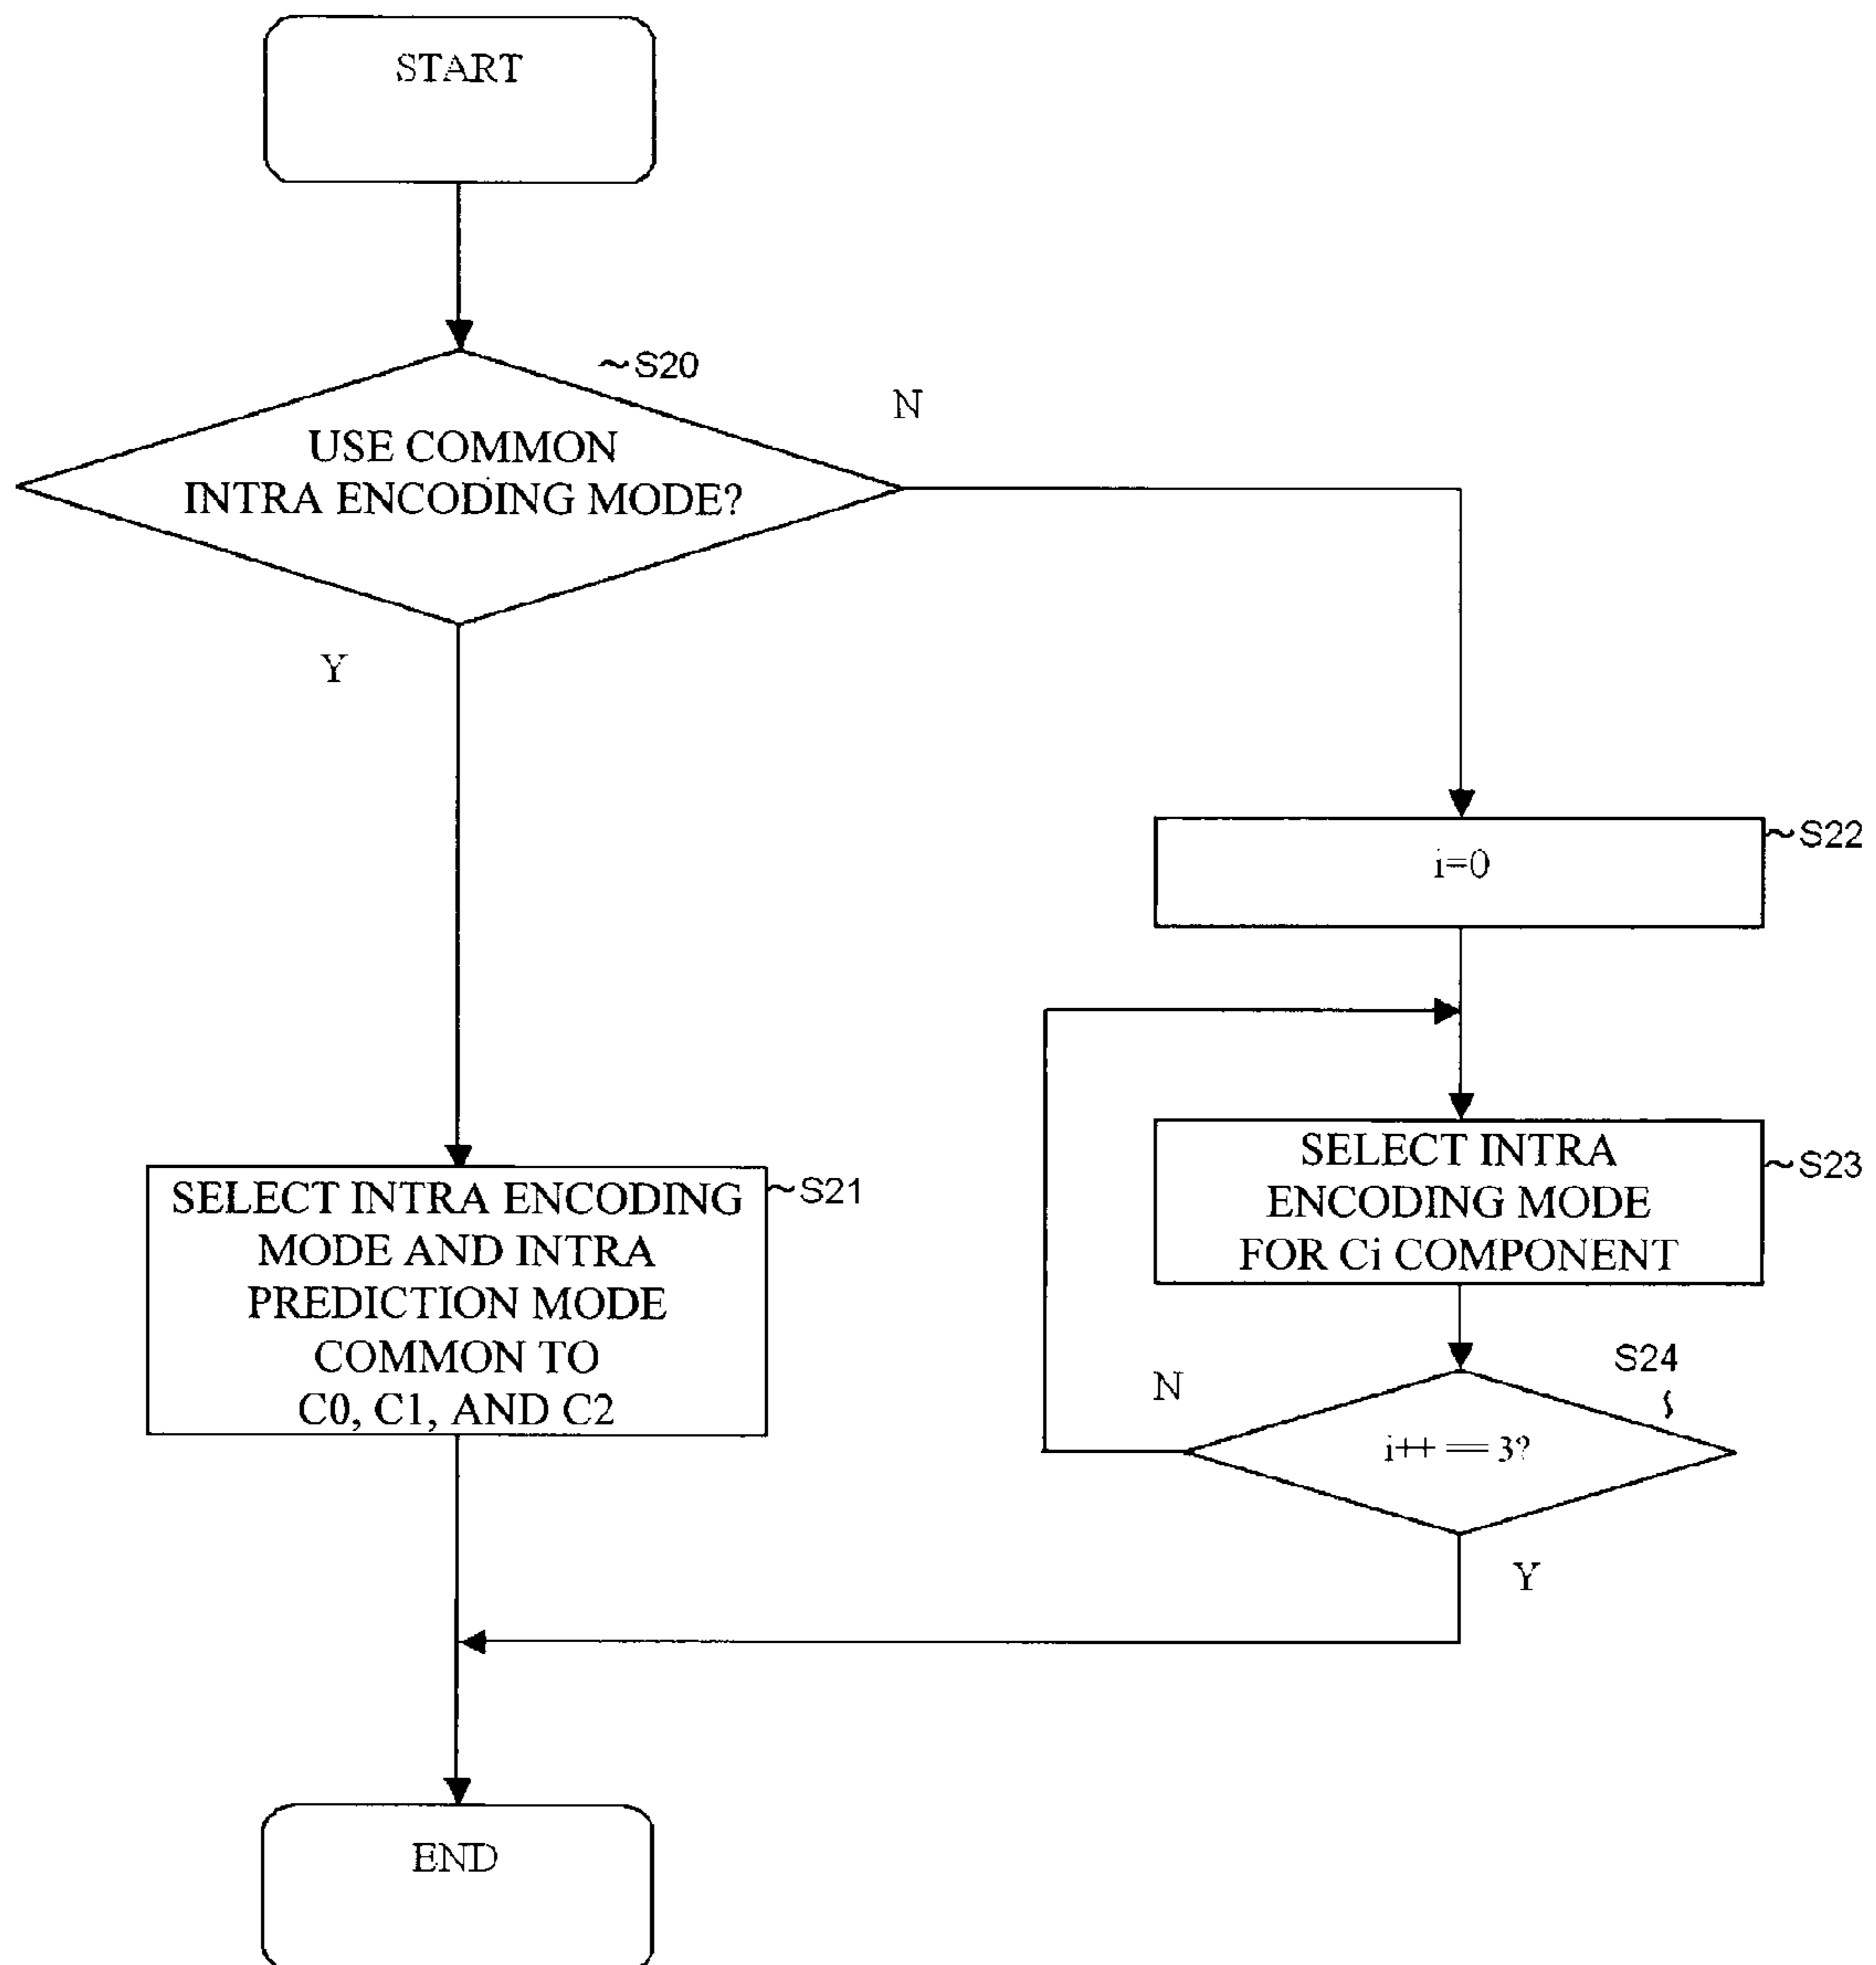 START
~S20
N
USE COMMON
INTRA ENCODING MODE?
Y
~S22
i=0
SELECT INTRA
ENCODING MODE
FOR Ci COMPONENT
~S23
SELECT INTRA ENCODING
MODE AND INTRA
PREDICTION MODE
COMMON TO
C0, C1, AND C2
~S21
S24
N
i++ == 3?
Y
END